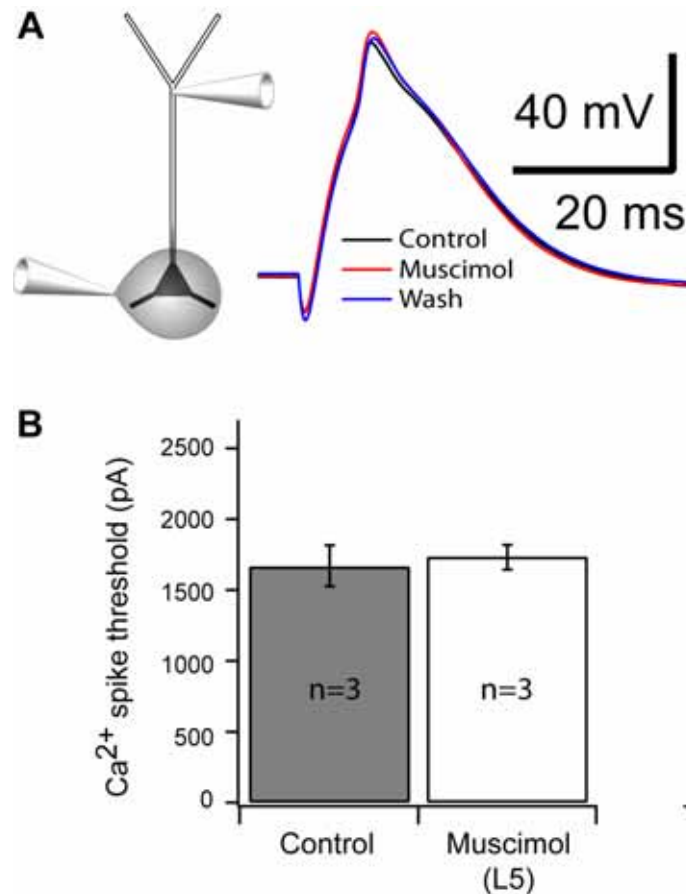 A
40 mV
20 ms
Control
Muscimol
Wash
B
Ca2+ spike threshold (pA)
2500
2000
1500
1000
500
0
n=3
n=3
Control
Muscimol
(L5)